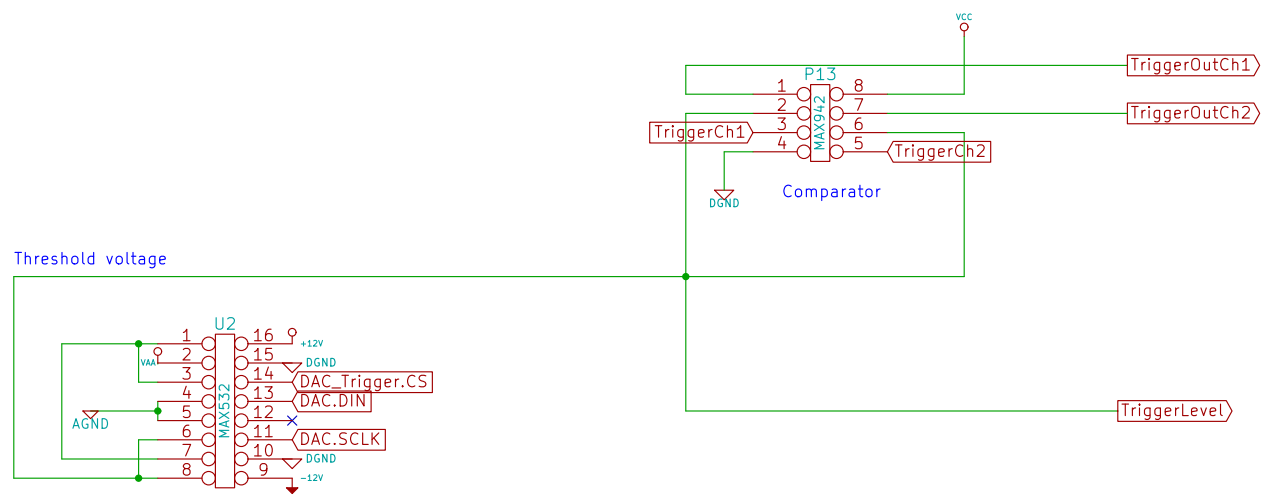 VCC
TriggerOutCh1
P13
1 8
2 7 TriggerOutCh2
TriggerCh1 3 6
4 5 TriggerCh2
MAX942
Comparator
DGND
Threshold voltage
U2
1 16 +12V
VAA 2 15 DGND
3 14 DAC_Trigger.CS
4 13 DAC.DIN
AGND 5 12
6 11 DAC.SCLK
7 10 DGND
8 9 -12V
MAX532
TriggerLevel